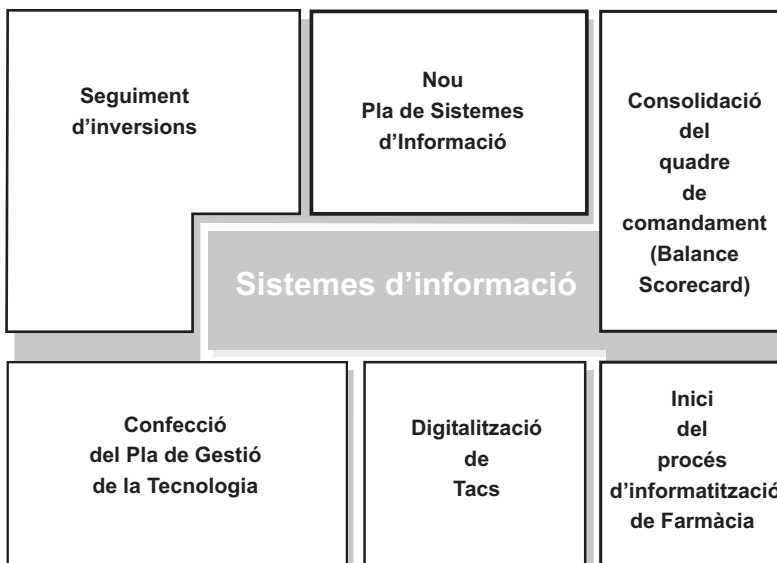 Seguiment
d’inversions
Nou
Pla de Sistemes
d’Informació
Consolidació
del
quadre
de
comandament
(Balance
Scorecard)
Sistemes d’informació
Confecció
del Pla de Gestió
de la Tecnologia
Digitalització
de
Tacs
Inici
del
procés
d’informatització
de Farmàcia